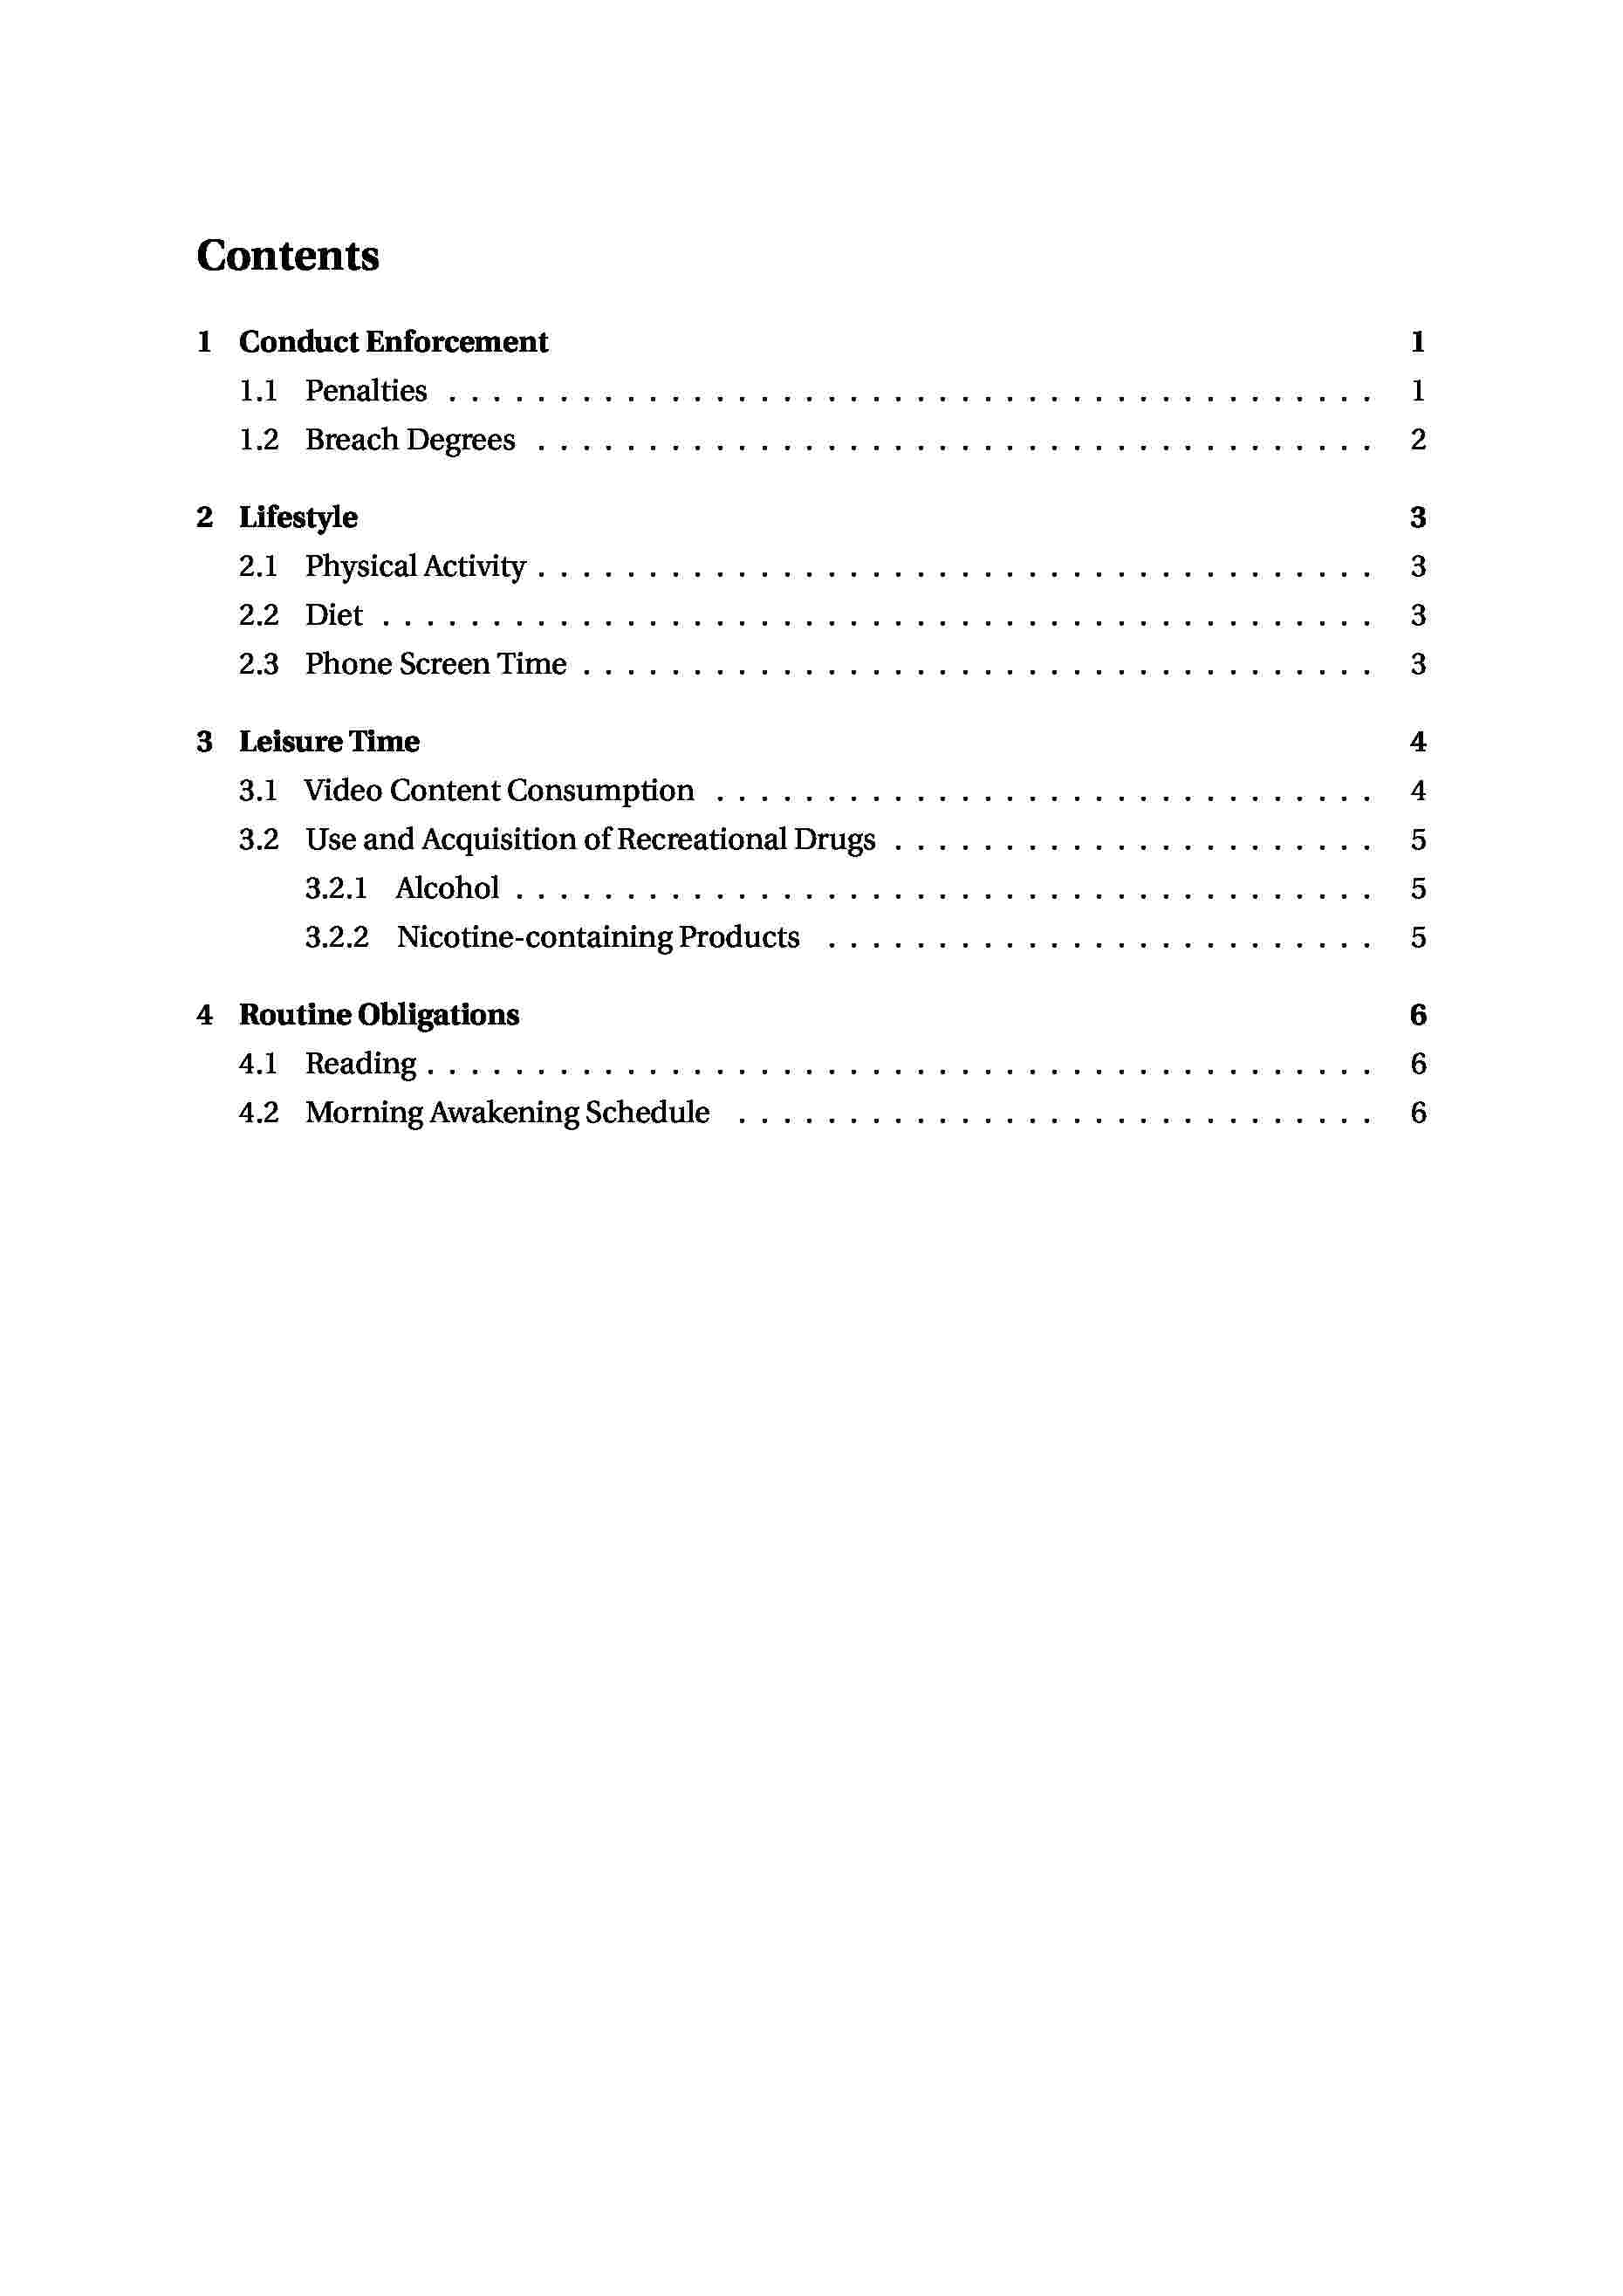 Contents
1 Conduct Enforcement 1
1.1 Penalties . . . . . . . . . . . . . . . . . . . . . . . . . . . . . . . . . . . . . . . . . . 1
1.2 Breach Degrees . . . . . . . . . . . . . . . . . . . . . . . . . . . . . . . . . . . . . . 2
2 Lifestyle 3
2.1 Physical Activity . . . . . . . . . . . . . . . . . . . . . . . . . . . . . . . . . . . . . . 3
2.2 Diet . . . . . . . . . . . . . . . . . . . . . . . . . . . . . . . . . . . . . . . . . . . . . 3
2.3 Phone Screen Time . . . . . . . . . . . . . . . . . . . . . . . . . . . . . . . . . . . . 3
3 Leisure Time 4
3.1 Video Content Consumption . . . . . . . . . . . . . . . . . . . . . . . . . . . . . . 4
3.2 Use and Acquisition of Recreational Drugs . . . . . . . . . . . . . . . . . . . . . . 5
3.2.1 Alcohol . . . . . . . . . . . . . . . . . . . . . . . . . . . . . . . . . . . . . . . 5
3.2.2 Nicotine-containing Products . . . . . . . . . . . . . . . . . . . . . . . . . 5
4 Routine Obligations 6
4.1 Reading . . . . . . . . . . . . . . . . . . . . . . . . . . . . . . . . . . . . . . . . . . . 6
4.2 Morning Awakening Schedule . . . . . . . . . . . . . . . . . . . . . . . . . . . . . 6